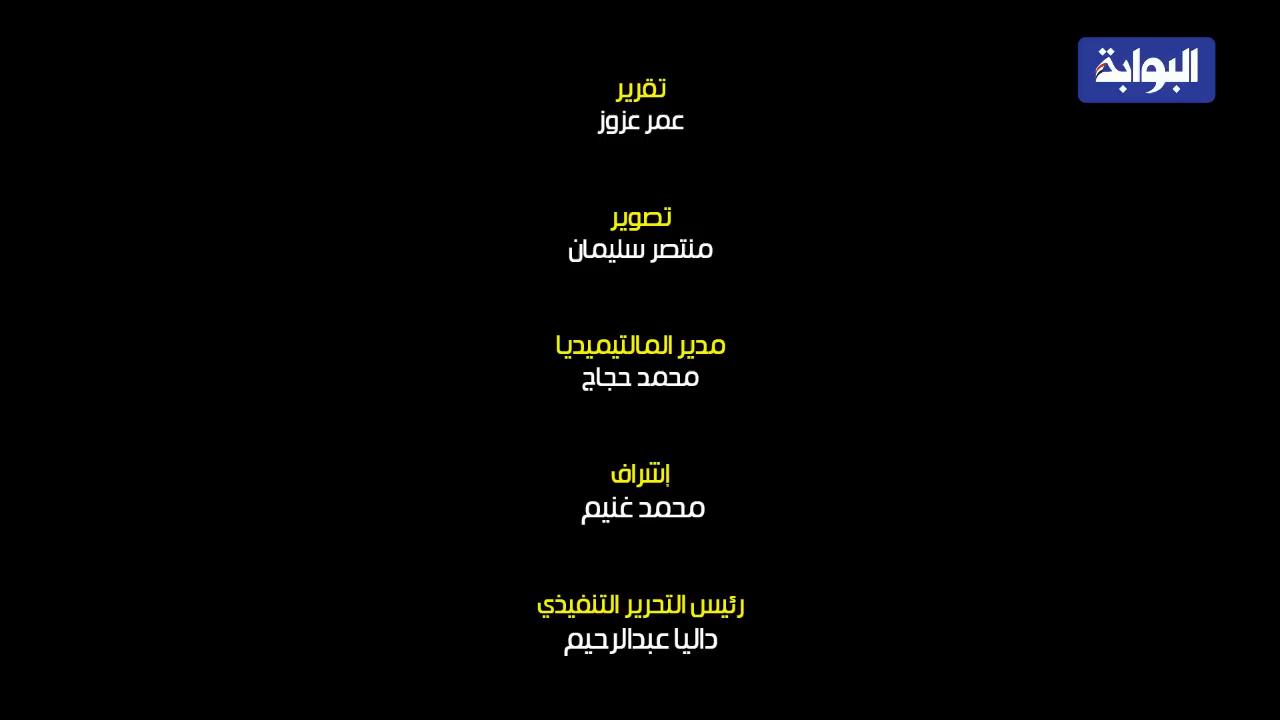 البوابة
تقرير
عمر عزوز
تصوير
منتصر سليمان
مدير المالتيميديا
محمد حجاج
إشراف
محمد غنيم
رئيس التحرير التنفيذي
داليا عبدالرحيم